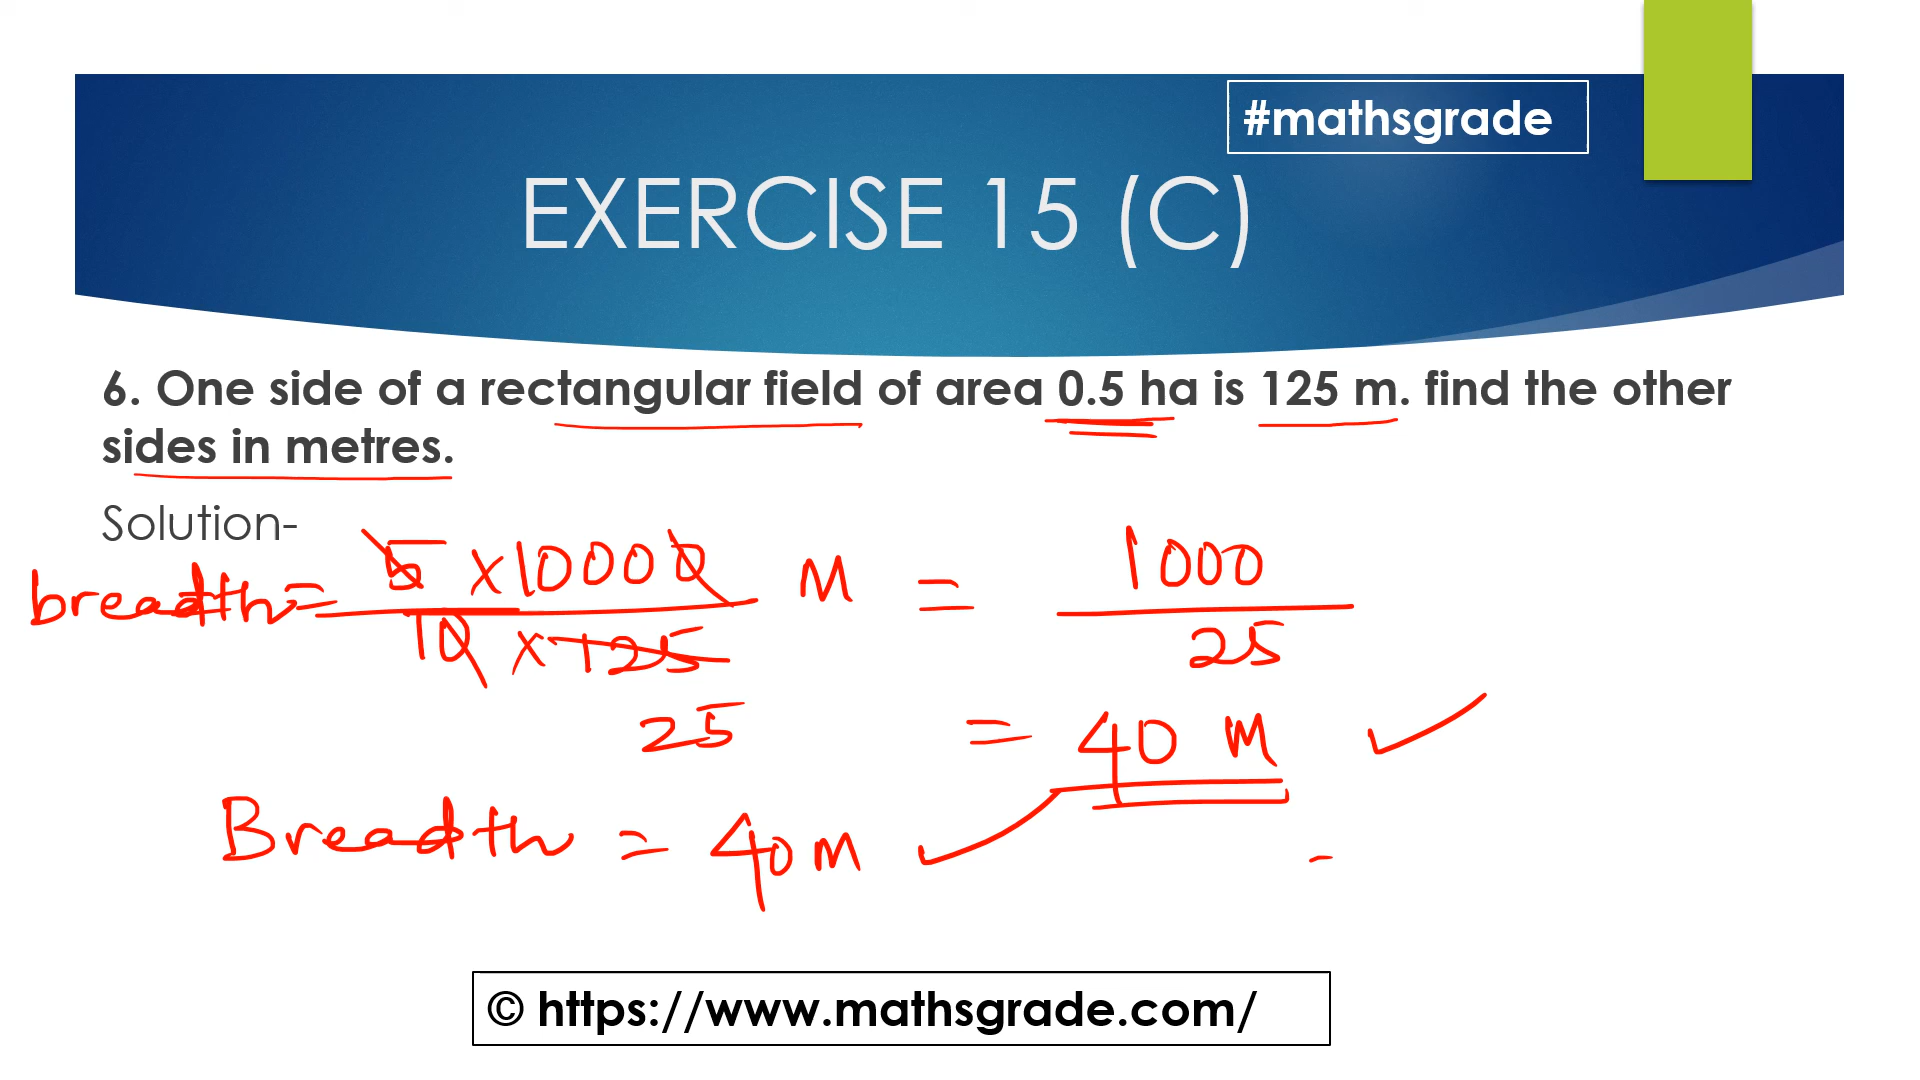 #mathsgrade
EXERCISE 15 (C)
6. One side of a rectangular field of area 0.5 ha is 125 m. find the other
sides in metres.
Solution-
breadth = 5 × 10000 / 10 × 125 M = 1000 / 25
25 = 40 M ✓
Breadth = 40 M ✓ -
© https://www.mathsgrade.com/